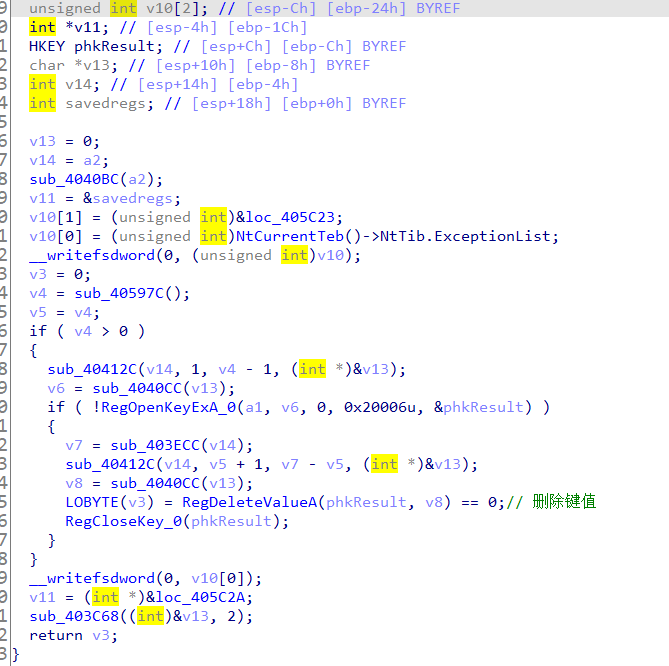 9 unsigned int v10[2]; // [esp-Ch] [ebp-24h] BYREF
0 int *v11; // [esp-4h] [ebp-1Ch]
1 HKEY phkResult; // [esp+Ch] [ebp-Ch] BYREF
2 char *v13; // [esp+10h] [ebp-8h] BYREF
3 int v14; // [esp+14h] [ebp-4h]
4 int savedregs; // [esp+18h] [ebp+0h] BYREF
5
6 v13 = 0;
7 v14 = a2;
8 sub_4040BC(a2);
9 v11 = &savedregs;
0 v10[1] = (unsigned int)&loc_405C23;
1 v10[0] = (unsigned int)NtCurrentTeb()->NtTib.ExceptionList;
2 __writefsdword(0, (unsigned int)v10);
3 v3 = 0;
4 v4 = sub_40597C();
5 v5 = v4;
6 if ( v4 > 0 )
7 {
8 sub_40412C(v14, 1, v4 - 1, (int *)&v13);
9 v6 = sub_4040CC(v13);
0 if ( !RegOpenKeyExA_0(a1, v6, 0, 0x20006u, &phkResult) )
1 {
2 v7 = sub_403ECC(v14);
3 sub_40412C(v14, v5 + 1, v7 - v5, (int *)&v13);
4 v8 = sub_4040CC(v13);
5 LOBYTE(v3) = RegDeleteValueA(phkResult, v8) == 0;// 删除键值
6 RegCloseKey_0(phkResult);
7 }
8 }
9 __writefsdword(0, v10[0]);
0 v11 = (int *)&loc_405C2A;
1 sub_403C68((int)&v13, 2);
2 return v3;
3 }